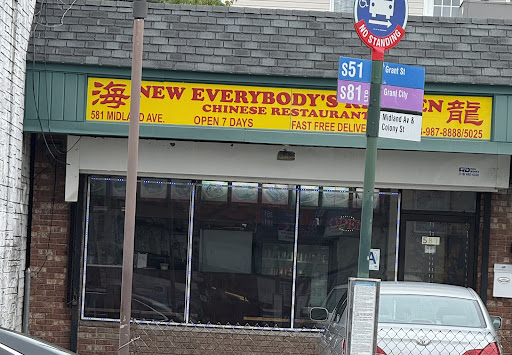 NO STANDING
S51
Grant St
S81
Grant City
Midland Av &
Colony St
海 NEW EVERYBODY'S 龍
CHINESE RESTAURANT
581 MIDLAND AVE.
OPEN 7 DAYS
FAST FREE DELIVE
-987-8888/5025
581
A